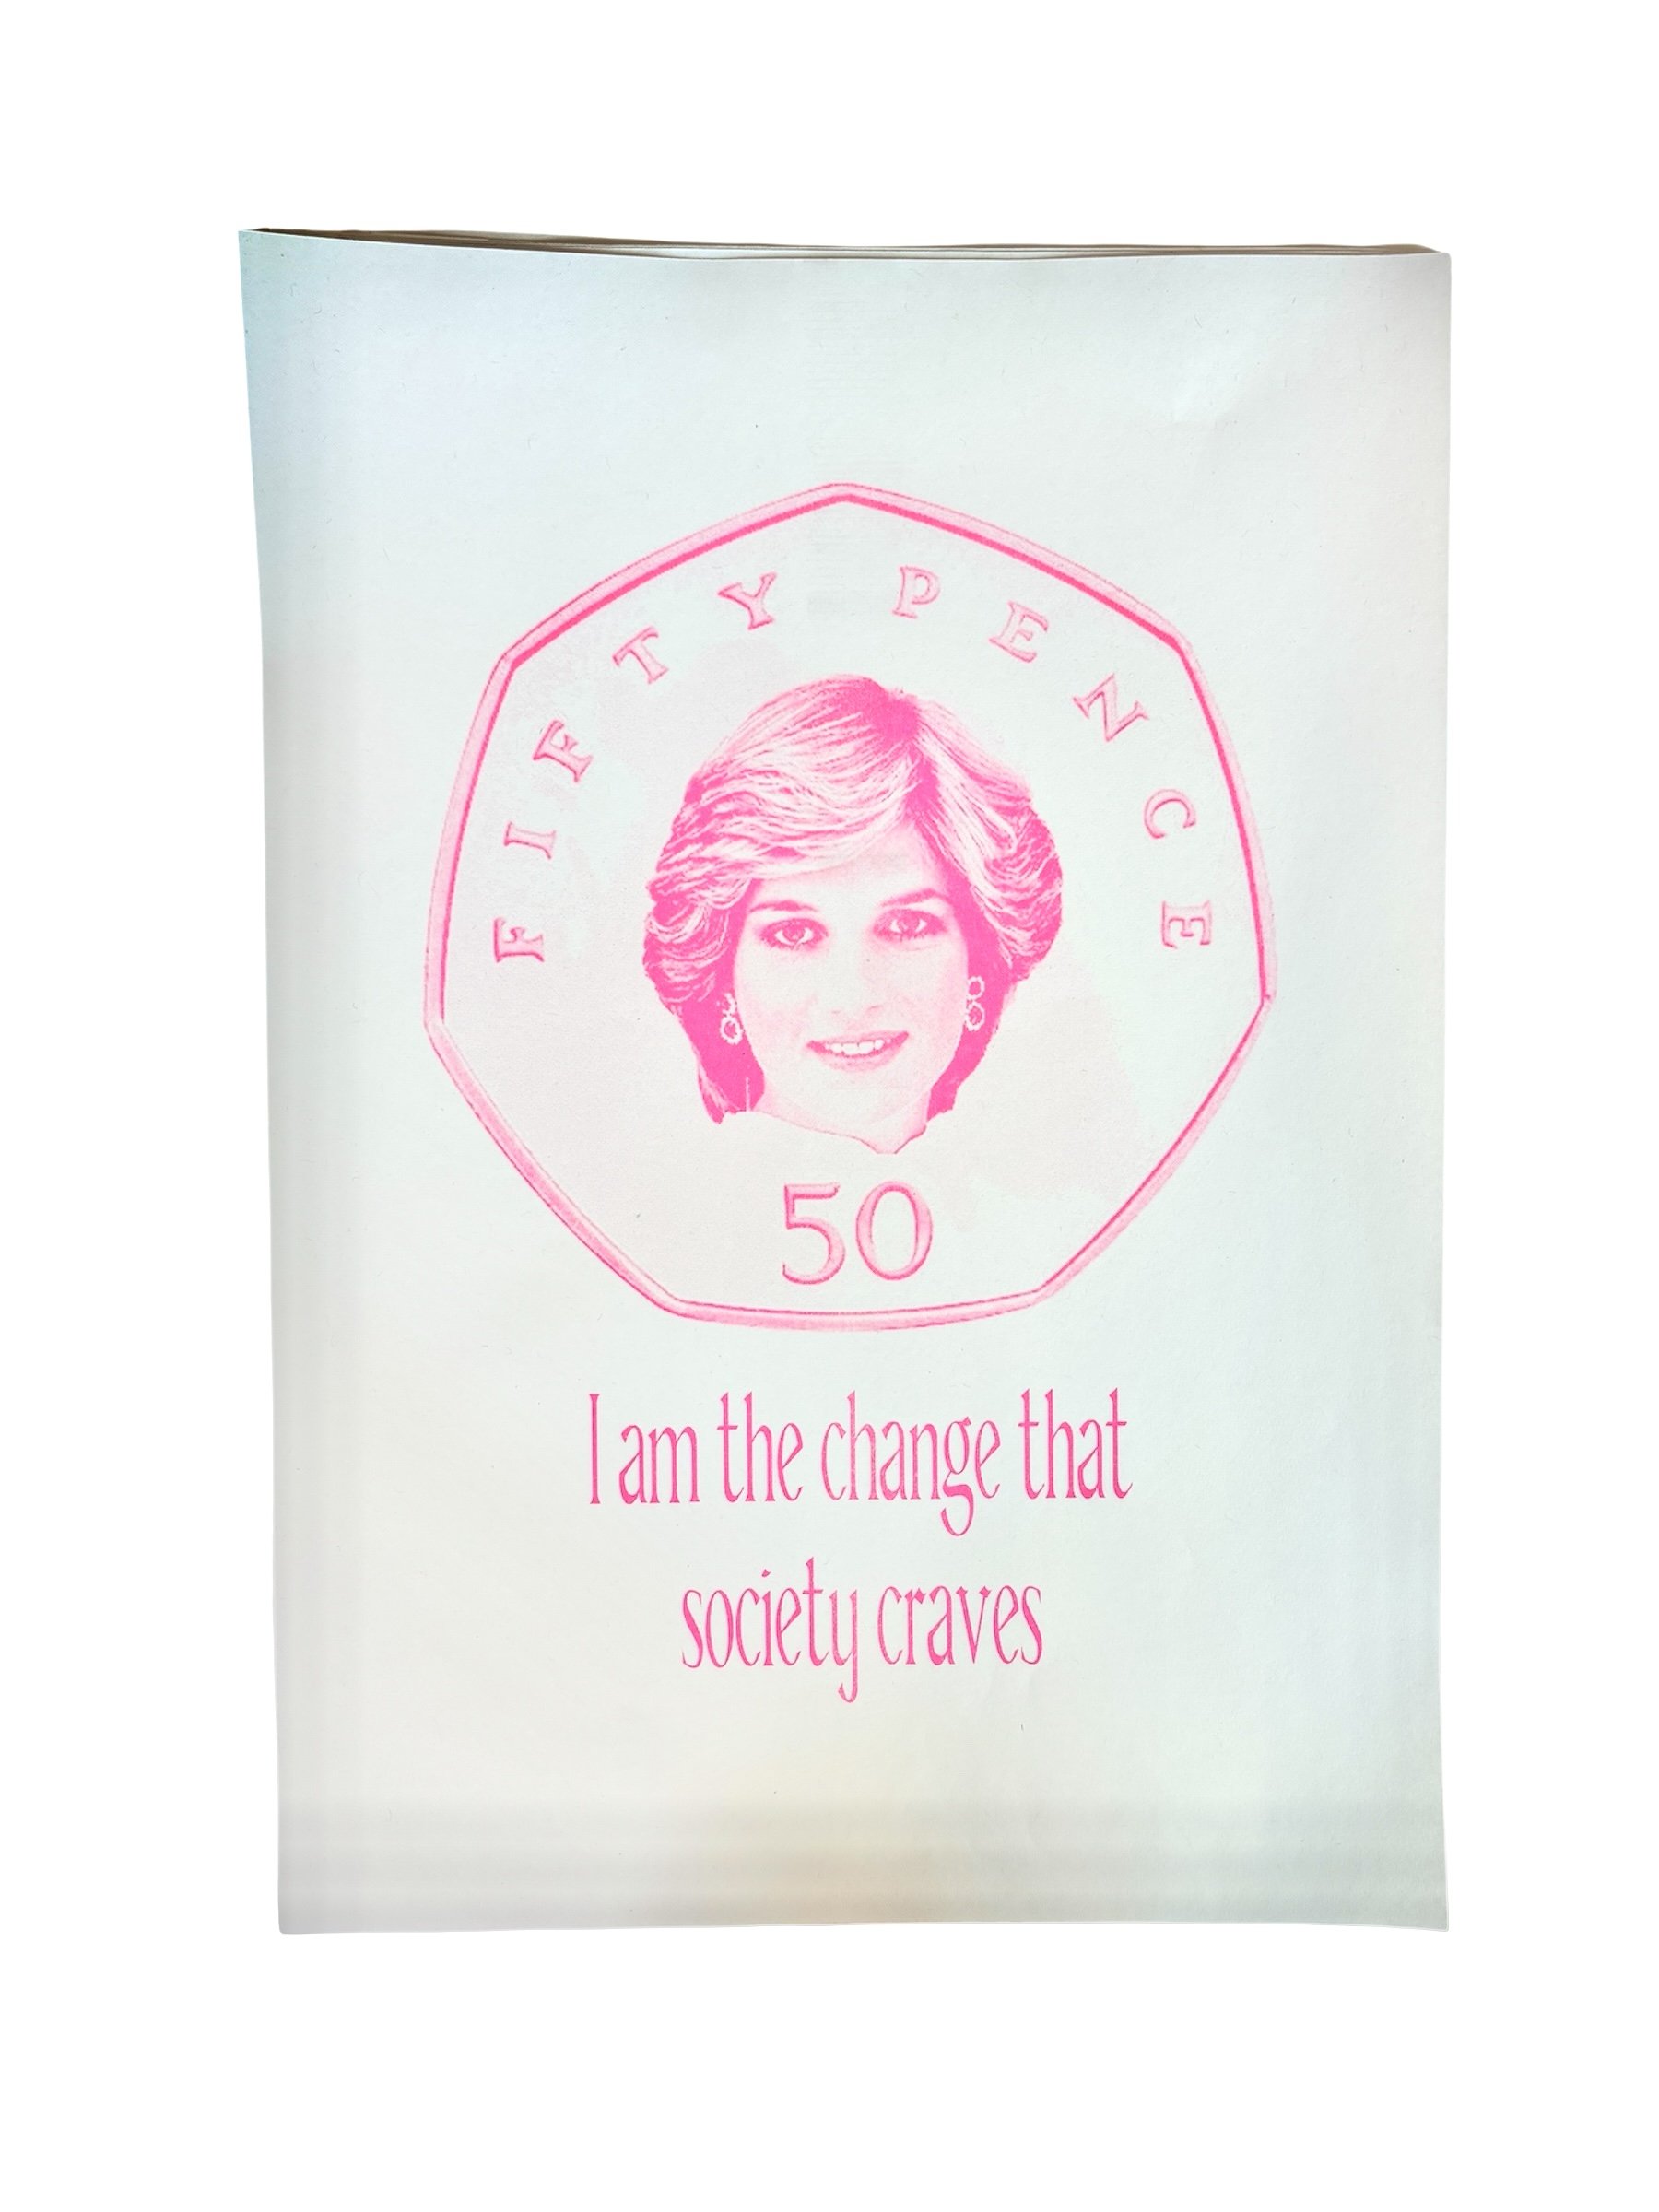 FIFTY PENCE
50
I am the change that
society craves